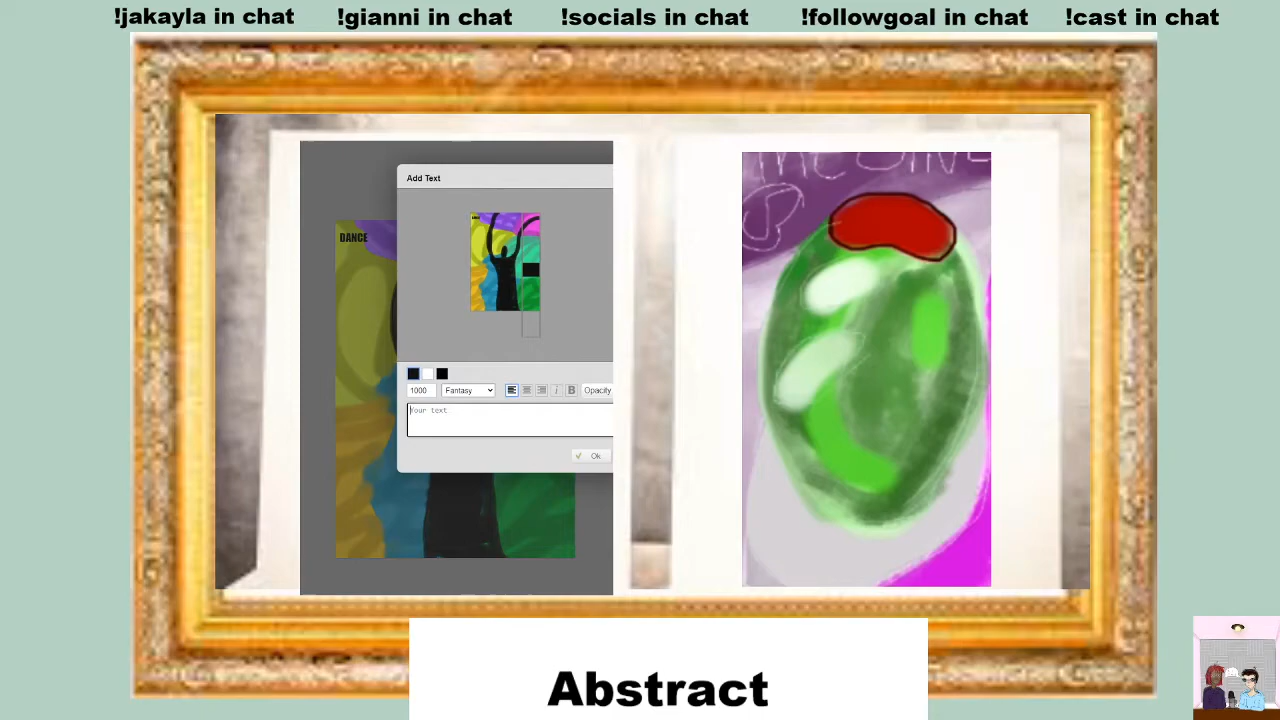 !jakayla in chat
!gianni in chat
!socials in chat
!followgoal in chat
!cast in chat
Add Text
DANCE
1000
Fantasy
i
B
Opacity
Your text
Ok
Abstract